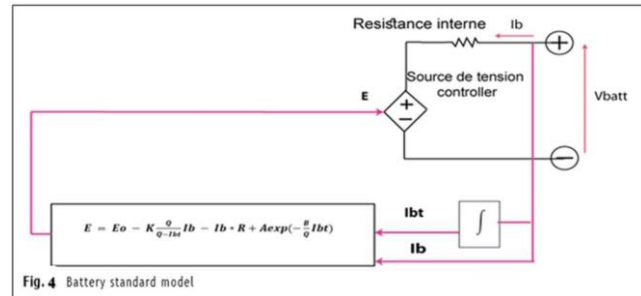 Resistance interne
Ib
+
Source de tension
controller
E
+
−
Vbatt
−
Ibt
∫
E = Eo − K Q/(Q−Ibt) Ib − Ib * R + Aexp(−B/Q Ibt)
Ib
Fig. 4 Battery standard model